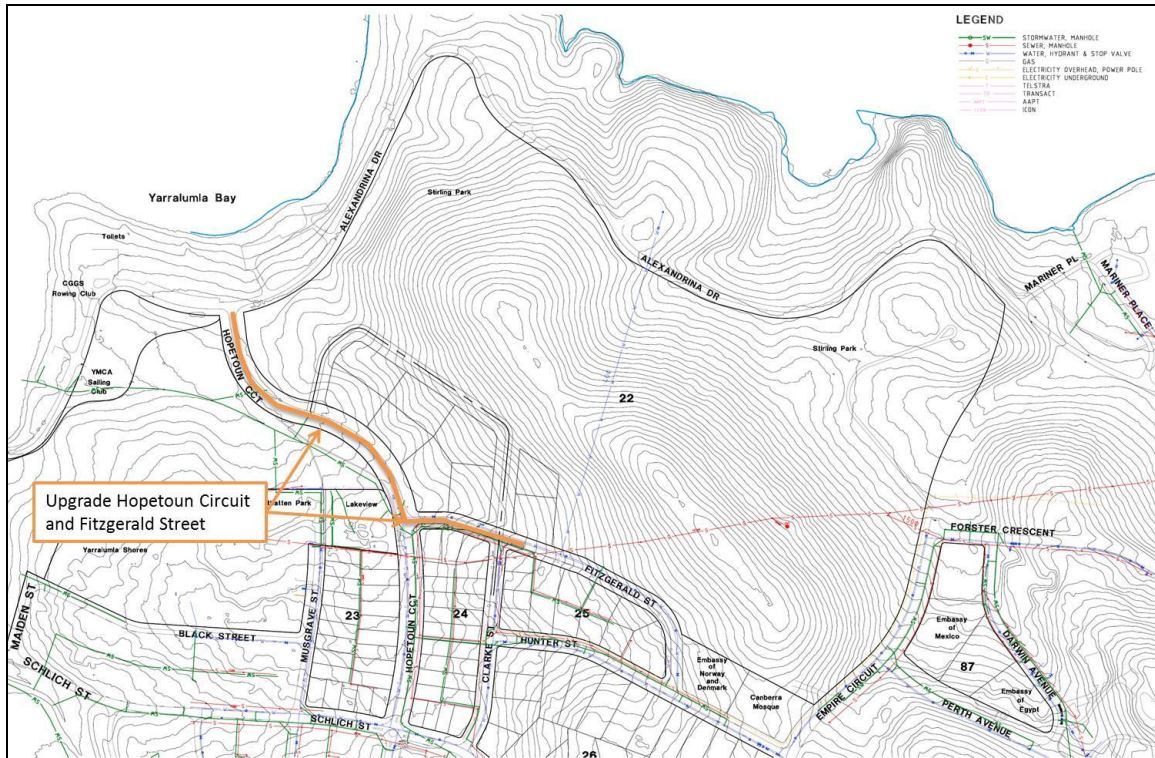 LEGEND
SW STORMWATER, MANHOLE
S SEWER, MANHOLE
W WATER, HYDRANT & STOP VALVE
G GAS
E ELECTRICITY OVERHEAD, POWER POLE
E ELECTRICITY UNDERGROUND
T TELSTRA
TR TRANSACT
AAPT AAPT
ICON ICON
ALEXANDRINA DR
Stirling Park
Yarralumla Bay
Toilets
CGGS
Rowing Club
ALEXANDRINA DR
MARINER PL
MARINER PLACE
HOPETOUN CCT
Stirling Park
YMCA
Sailing
Club
22
Upgrade Hopetoun Circuit
and Fitzgerald Street
Lakeview
Yarralumla Shores
1500
FORSTER CRESCENT
FITZGERALD ST
MAIDEN ST
MUSGRAVE ST
23
HOPETOUN CCT
24
CLARKE ST
25
BLACK STREET
HUNTER ST
Embassy
of
Mexico
DARWIN AVENUE
SCHLICH ST
Embassy
of
Norway
and
Denmark
87
Canberra
Mosque
EMPIRE CIRCUIT
Embassy
of
Egypt
PERTH AVENUE
SCHLICH ST
26